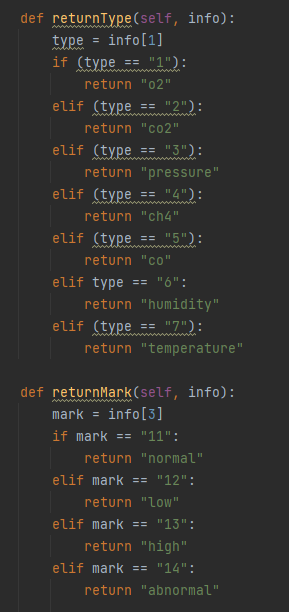 def returnType(self, info):
    type = info[1]
    if (type == "1"):
        return "o2"
    elif (type == "2"):
        return "co2"
    elif (type == "3"):
        return "pressure"
    elif (type == "4"):
        return "ch4"
    elif (type == "5"):
        return "co"
    elif type == "6":
        return "humidity"
    elif (type == "7"):
        return "temperature"
def returnMark(self, info):
    mark = info[3]
    if mark == "11":
        return "normal"
    elif mark == "12":
        return "low"
    elif mark == "13":
        return "high"
    elif mark == "14":
        return "abnormal"